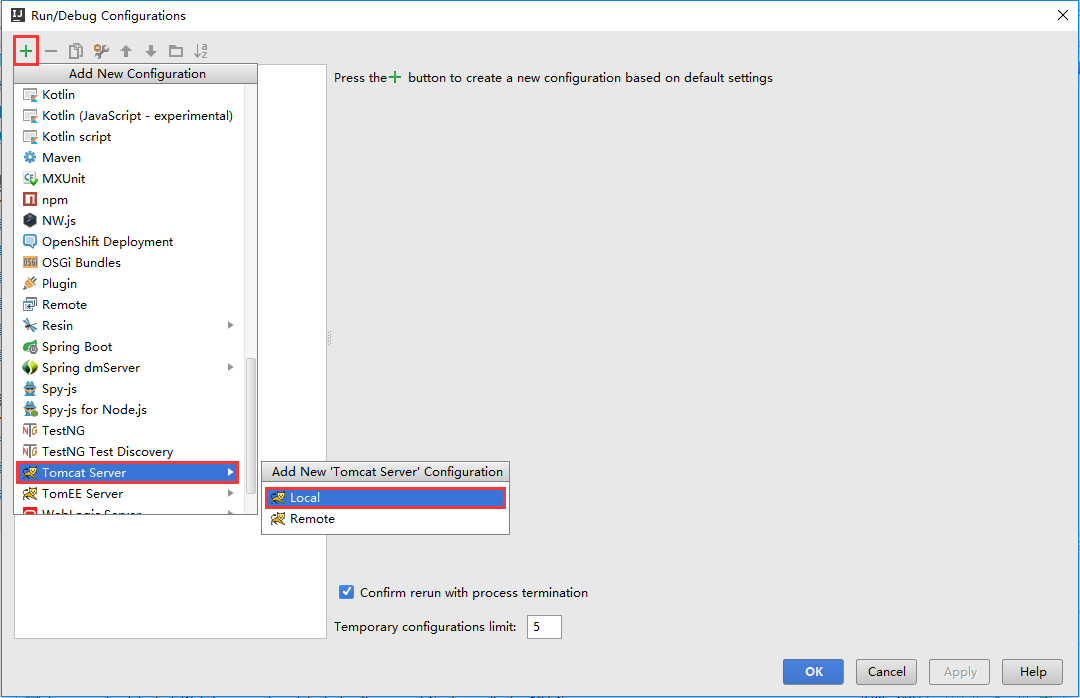 Run/Debug Configurations
Add New Configuration
Press the + button to create a new configuration based on default settings
Kotlin
Kotlin (JavaScript - experimental)
Kotlin script
Maven
MXUnit
npm
NW.js
OpenShift Deployment
OSGi Bundles
Plugin
Remote
Resin
Spring Boot
Spring dmServer
Spy-js
Spy-js for Node.js
TestNG
TestNG Test Discovery
Tomcat Server
TomEE Server
WebLogic Server
Add New 'Tomcat Server' Configuration
Local
Remote
Confirm rerun with process termination
Temporary configurations limit: 5
OK Cancel Apply Help